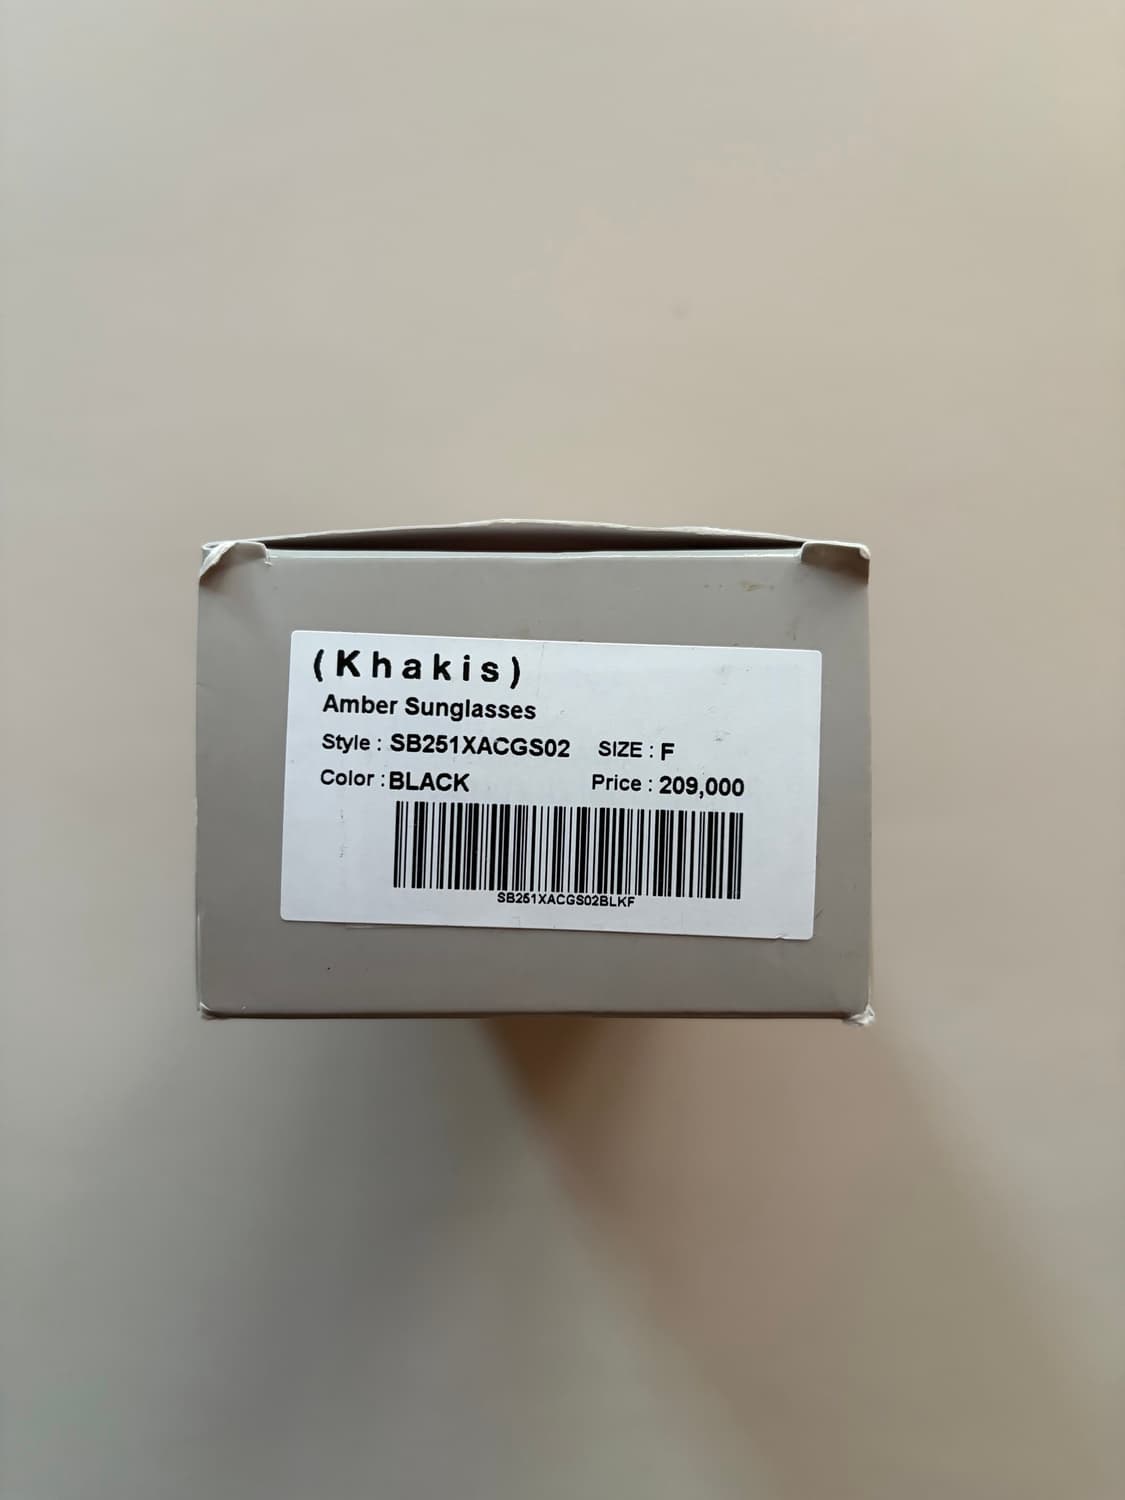 (Khakis)
Amber Sunglasses
Style : SB251XACGS02 SIZE : F
Color : BLACK Price : 209,000
SB251XACGS02BLKF